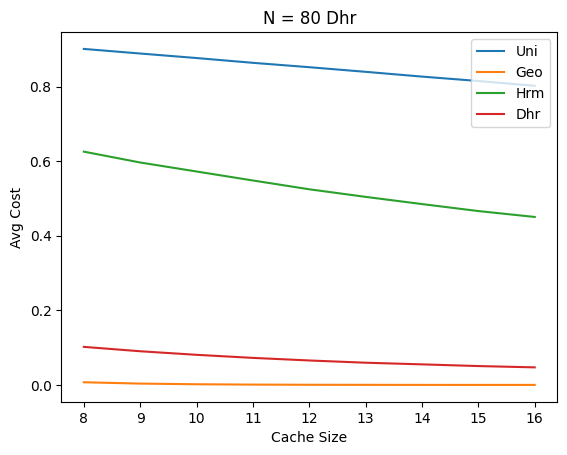 N = 80 Dhr
Uni
Geo
Hrm
Dhr
Avg Cost
0.8
0.6
0.4
0.2
0.0
8 9 10 11 12 13 14 15 16
Cache Size